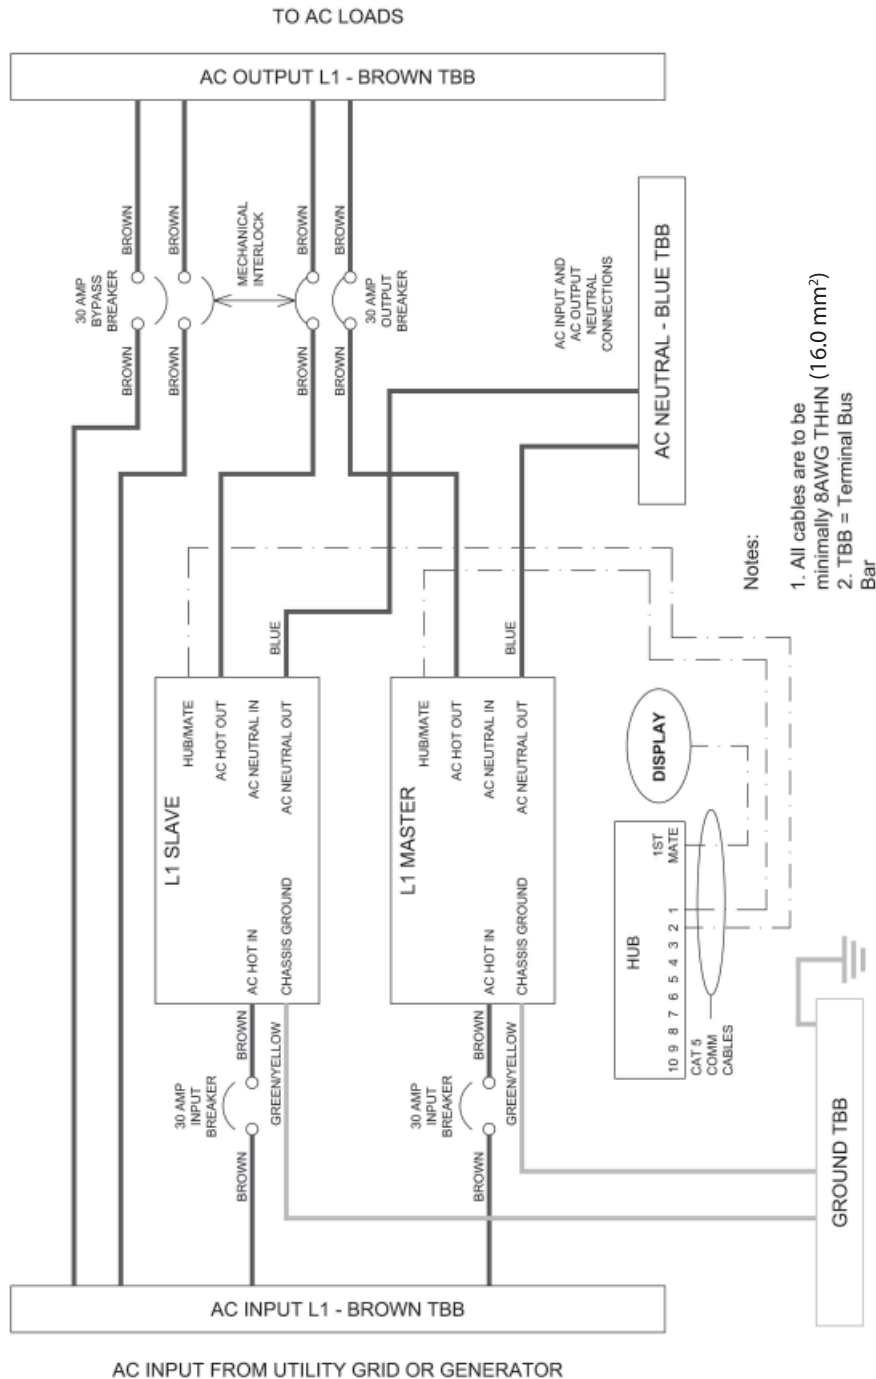 TO AC LOADS
AC OUTPUT L1 - BROWN TBB
BROWN
BROWN
BROWN
BROWN
30 AMP
BYPASS
BREAKER
MECHANICAL
INTERLOCK
30 AMP
OUTPUT
BREAKER
BROWN
BROWN
BROWN
BROWN
AC INPUT AND
AC OUTPUT
NEUTRAL
CONNECTIONS
AC NEUTRAL - BLUE TBB
BLUE
BLUE
L1 SLAVE
HUB/MATE
AC HOT OUT
AC NEUTRAL IN
AC NEUTRAL OUT
AC HOT IN
CHASSIS GROUND
L1 MASTER
HUB/MATE
AC HOT OUT
AC NEUTRAL IN
AC NEUTRAL OUT
AC HOT IN
CHASSIS GROUND
Notes:
1. All cables are to be
minimally 8AWG THHN (16.0 mm²)
2. TBB = Terminal Bus
Bar
DISPLAY
HUB
1ST
MATE
10 9 8 7 6 5 4 3 2 1
CAT 5
COMM
CABLES
BROWN
GREEN/YELLOW
30 AMP
INPUT
BREAKER
BROWN
BROWN
GREEN/YELLOW
30 AMP
INPUT
BREAKER
BROWN
GROUND TBB
AC INPUT L1 - BROWN TBB
AC INPUT FROM UTILITY GRID OR GENERATOR